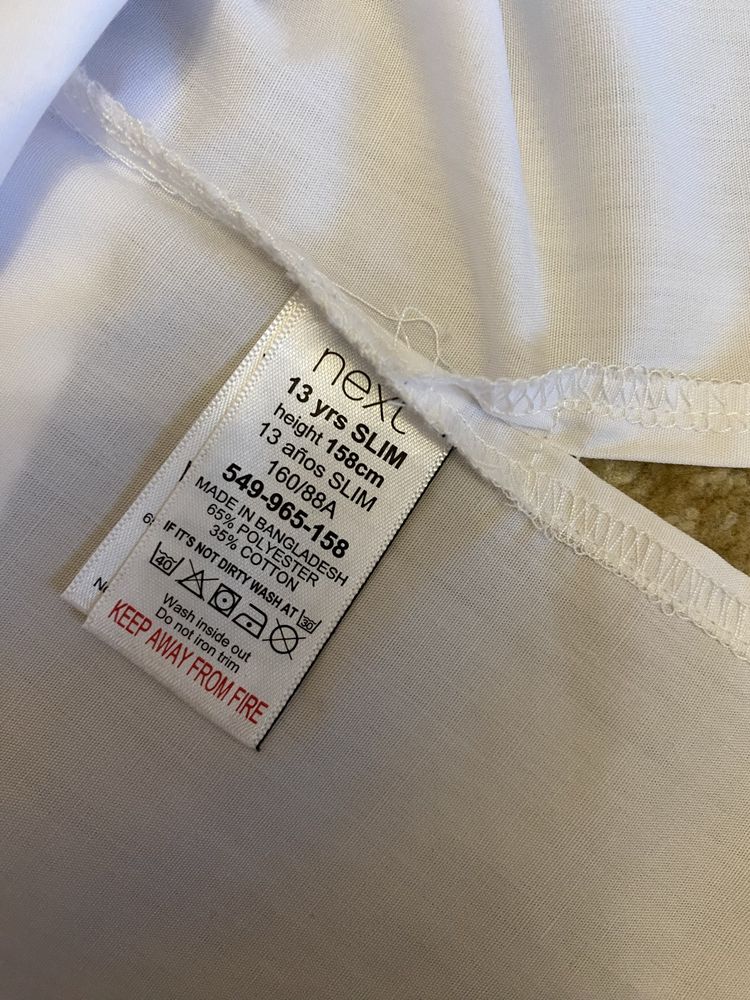 next
13 yrs SLIM
height 158cm
13 años SLIM
160/88A
549-965-158
MADE IN BANGLADESH
65% POLYESTER
35% COTTON
IF IT'S NOT DIRTY WASH AT 30
40
Wash inside out
Do not iron trim
KEEP AWAY FROM FIRE